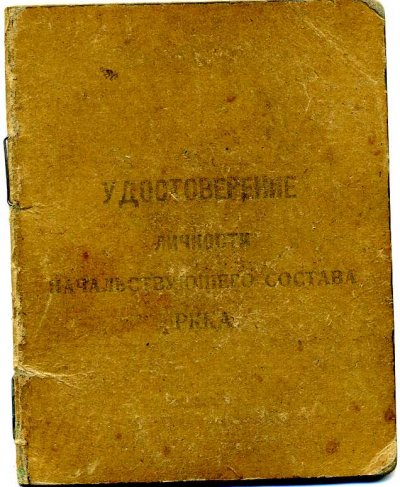 УДОСТОВЕРЕНИЕ
ЛИЧНОСТИ
НАЧАЛЬСТВУЮЩЕГО СОСТАВА
РККА